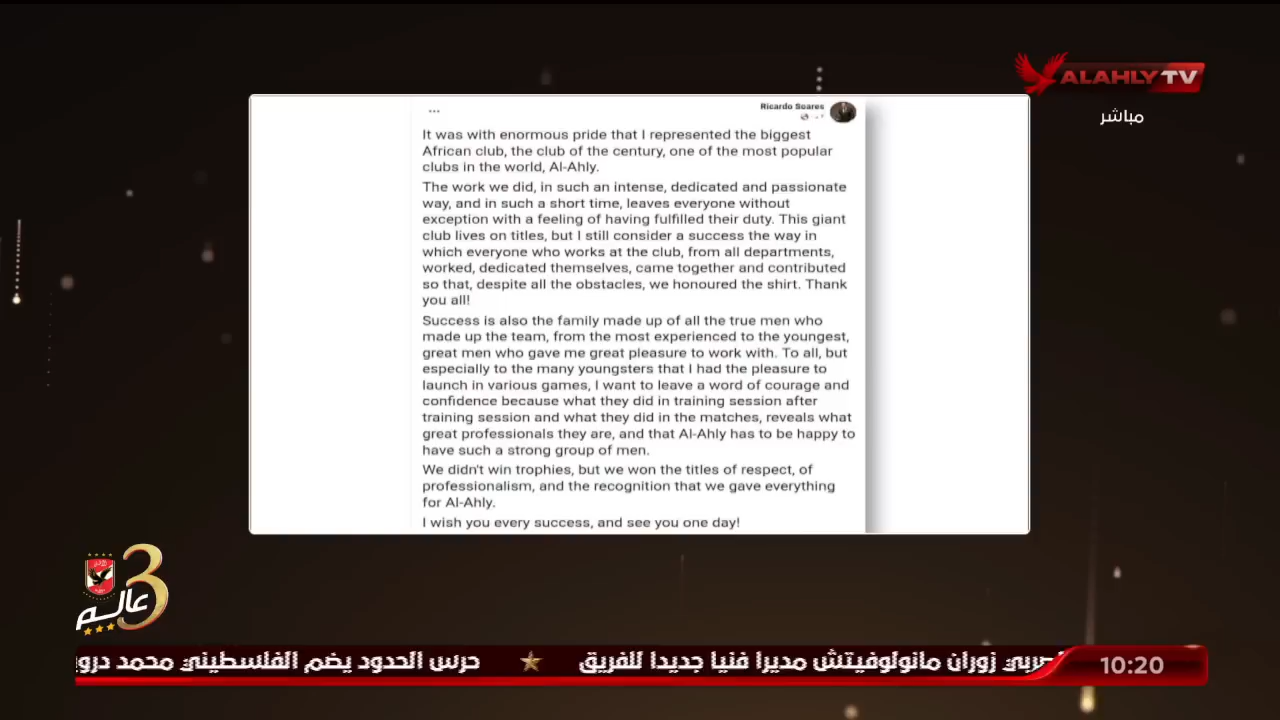 ALAHLY TV
مباشر
Ricardo Soares
It was with enormous pride that I represented the biggest
African club, the club of the century, one of the most popular
clubs in the world, Al-Ahly.
The work we did, in such an intense, dedicated and passionate
way, and in such a short time, leaves everyone without
exception with a feeling of having fulfilled their duty. This giant
club lives on titles, but I still consider a success the way in
which everyone who works at the club, from all departments,
worked, dedicated themselves, came together and contributed
so that, despite all the obstacles, we honoured the shirt. Thank
you all!
Success is also the family made up of all the true men who
made up the team, from the most experienced to the youngest,
great men who gave me great pleasure to work with. To all, but
especially to the many youngsters that I had the pleasure to
launch in various games, I want to leave a word of courage and
confidence because what they did in training session after
training session and what they did in the matches, reveals what
great professionals they are, and that Al-Ahly has to be happy to
have such a strong group of men.
We didn't win trophies, but we won the titles of respect, of
professionalism, and the recognition that we gave everything
for Al-Ahly.
I wish you every success, and see you one day!
3 عالم
زوران مانولوفيتش مديرا فنيا جديدا للفريق ★ حرس الحدود يضم الفلسطيني محمد
10:20